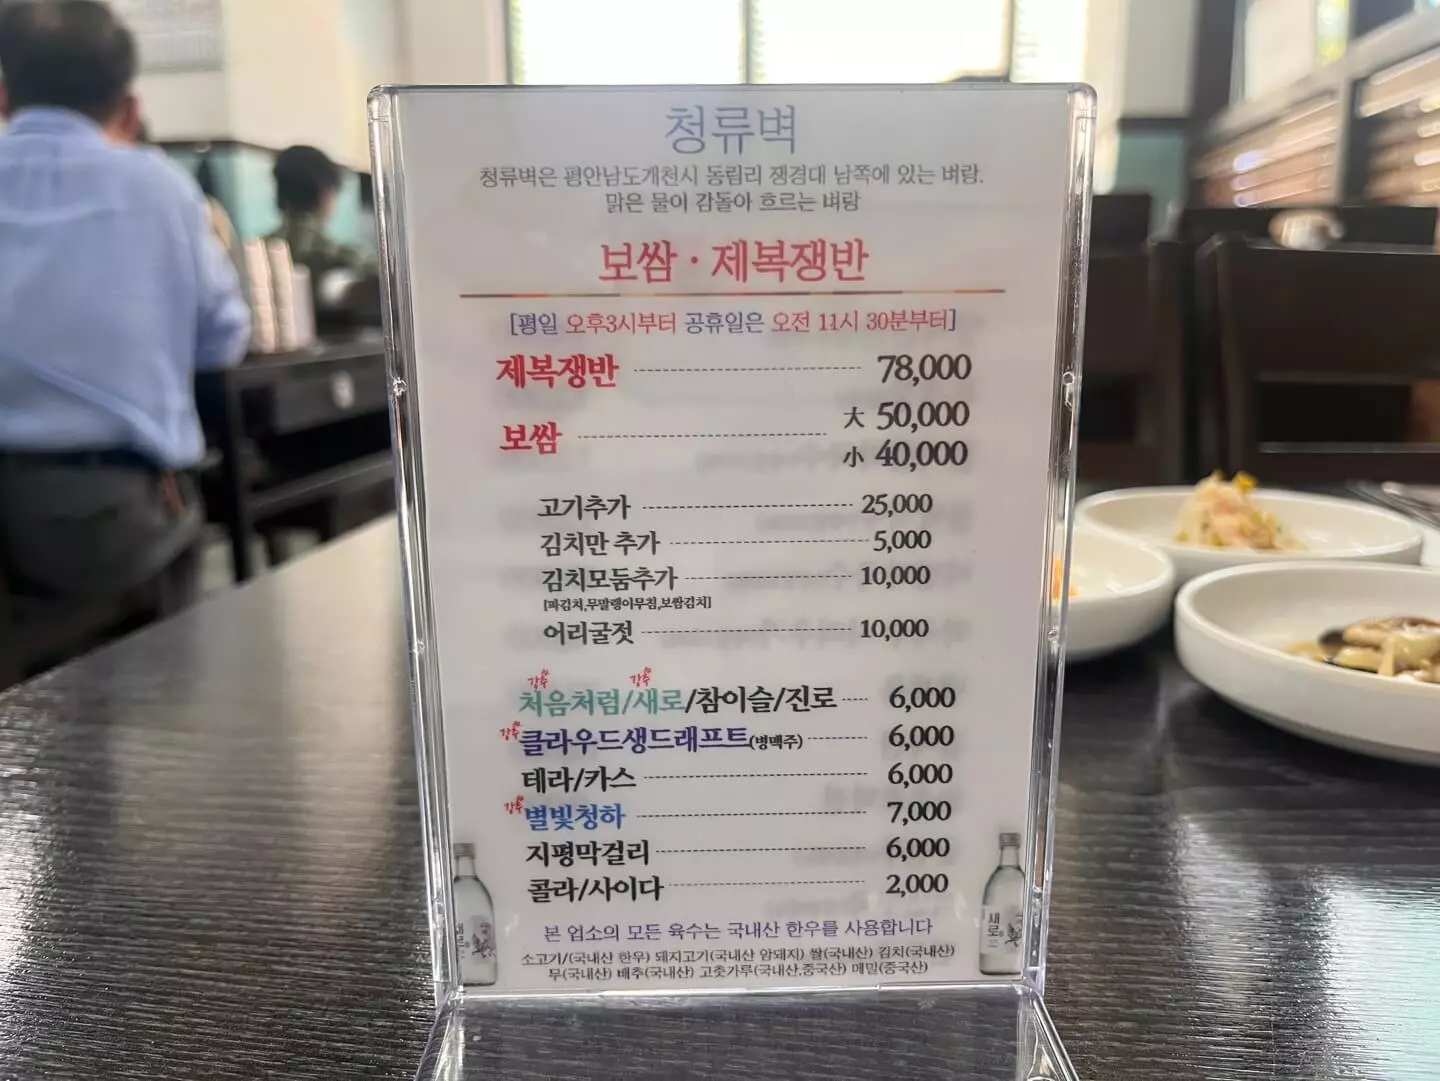 청류벽
청류벽은 평안남도개천시 동림리 쟁경대 남쪽에 있는 벼랑.
맑은 물이 감돌아 흐르는 벼랑
보쌈 · 제복쟁반
[평일 오후3시부터 공휴일은 오전 11시 30분부터]
제복쟁반 78,000
보쌈 大 50,000
小 40,000
고기추가 25,000
김치만 추가 5,000
김치모둠추가 10,000
[파김치,무말랭이무침,보쌈김치]
어리굴젓 10,000
강추 강추
처음처럼/새로/참이슬/진로 6,000
강추 클라우드생드래프트(병맥주) 6,000
테라/카스 6,000
강추 별빛청하 7,000
지평막걸리 6,000
콜라/사이다 2,000
본 업소의 모든 육수는 국내산 한우를 사용합니다
소고기/(국내산 한우) 돼지고기(국내산 암돼지) 쌀(국내산) 김치(국내산)
무(국내산) 배추(국내산) 고춧가루(국내산,중국산) 메밀(중국산)
새로
새로